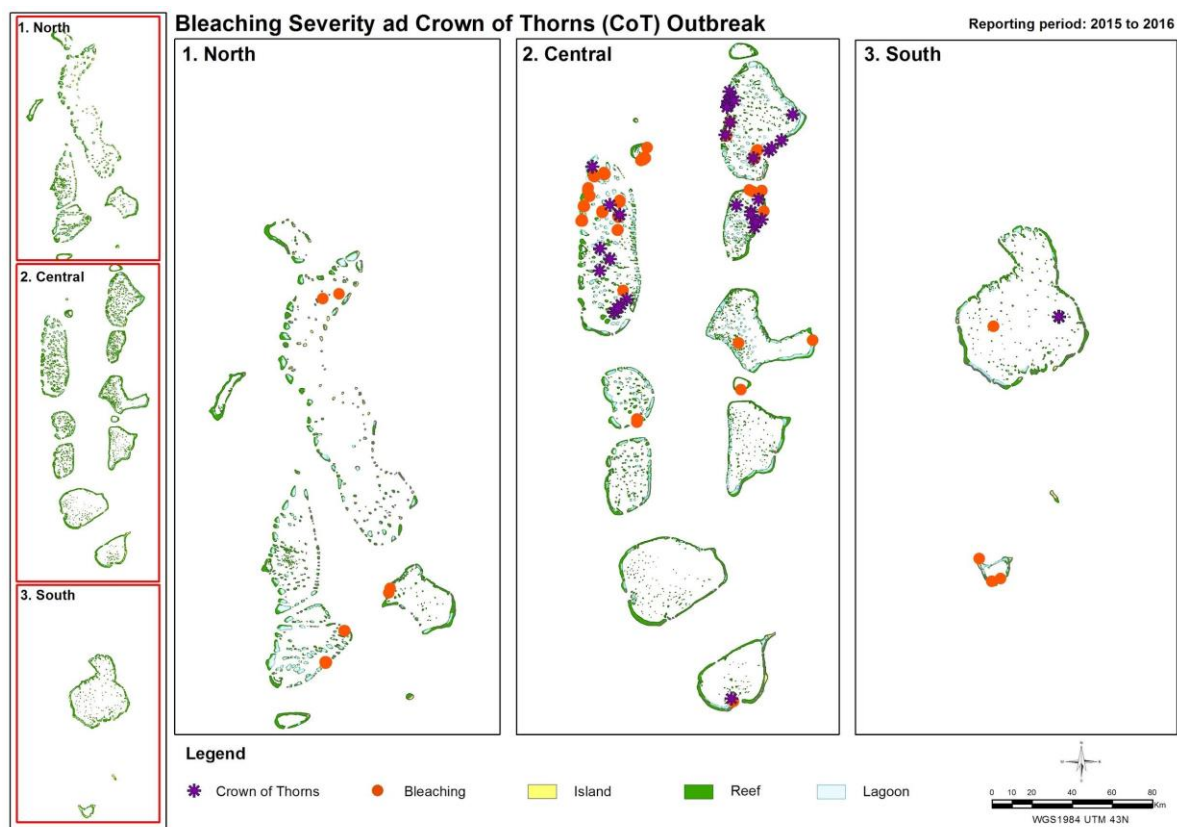 Bleaching Severity ad Crown of Thorns (CoT) Outbreak
Reporting period: 2015 to 2016
1. North
2. Central
3. South
1. North
2. Central
3. South
Legend
Crown of Thorns
Bleaching
Island
Reef
Lagoon
0 10 20 40 60 80
Km
WGS1984 UTM 43N